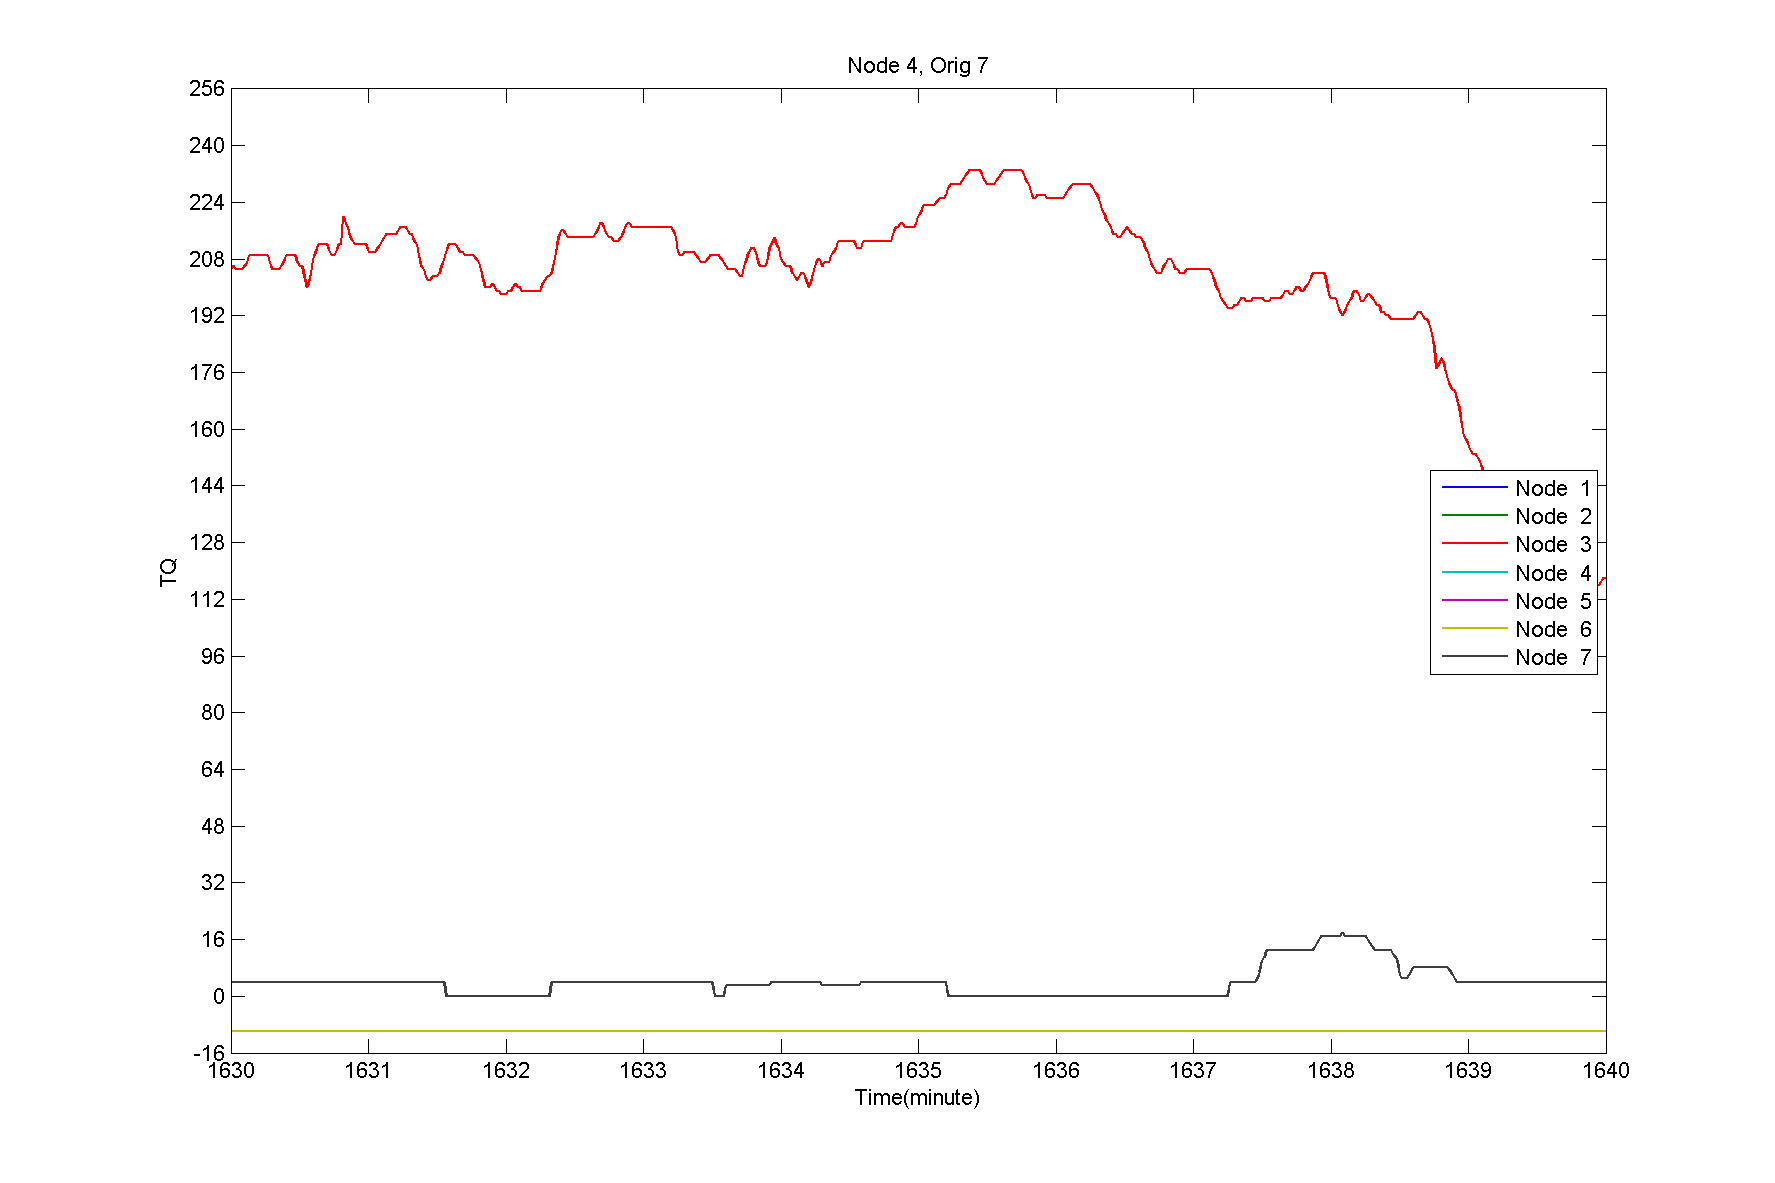 Node 4, Orig 7
256
240
224
208
192
176
160
144
128
112
96
80
64
48
32
16
0
-16
TQ
Node 1
Node 2
Node 3
Node 4
Node 5
Node 6
Node 7
1630 1631 1632 1633 1634 1635 1636 1637 1638 1639 1640
Time(minute)